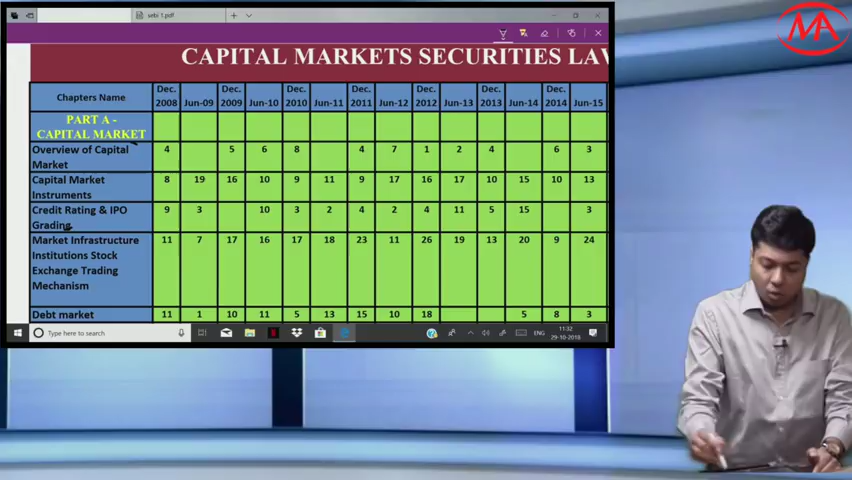 MA
sebi 1.pdf
CAPITAL MARKETS SECURITIES LAW
Chapters Name Dec. 2008 Jun-09 Dec. 2009 Jun-10 Dec. 2010 Jun-11 Dec. 2011 Jun-12 Dec. 2012 Jun-13 Dec. 2013 Jun-14 Dec. 2014 Jun-15
PART A -
CAPITAL MARKET
Overview of Capital 4 5 6 8 4 7 1 2 4 6 3
Market
Capital Market 8 19 16 10 9 11 9 17 16 17 10 15 10 13
Instruments
Credit Rating & IPO 9 3 10 3 2 4 2 4 11 5 15 3
Grading
Market Infrastructure 11 7 17 16 17 18 23 11 26 19 13 20 9 24
Institutions Stock
Exchange Trading
Mechanism
Debt market 11 1 10 11 5 13 15 10 18 5 8 3
Type here to search
ENG
11:32
29-10-2018